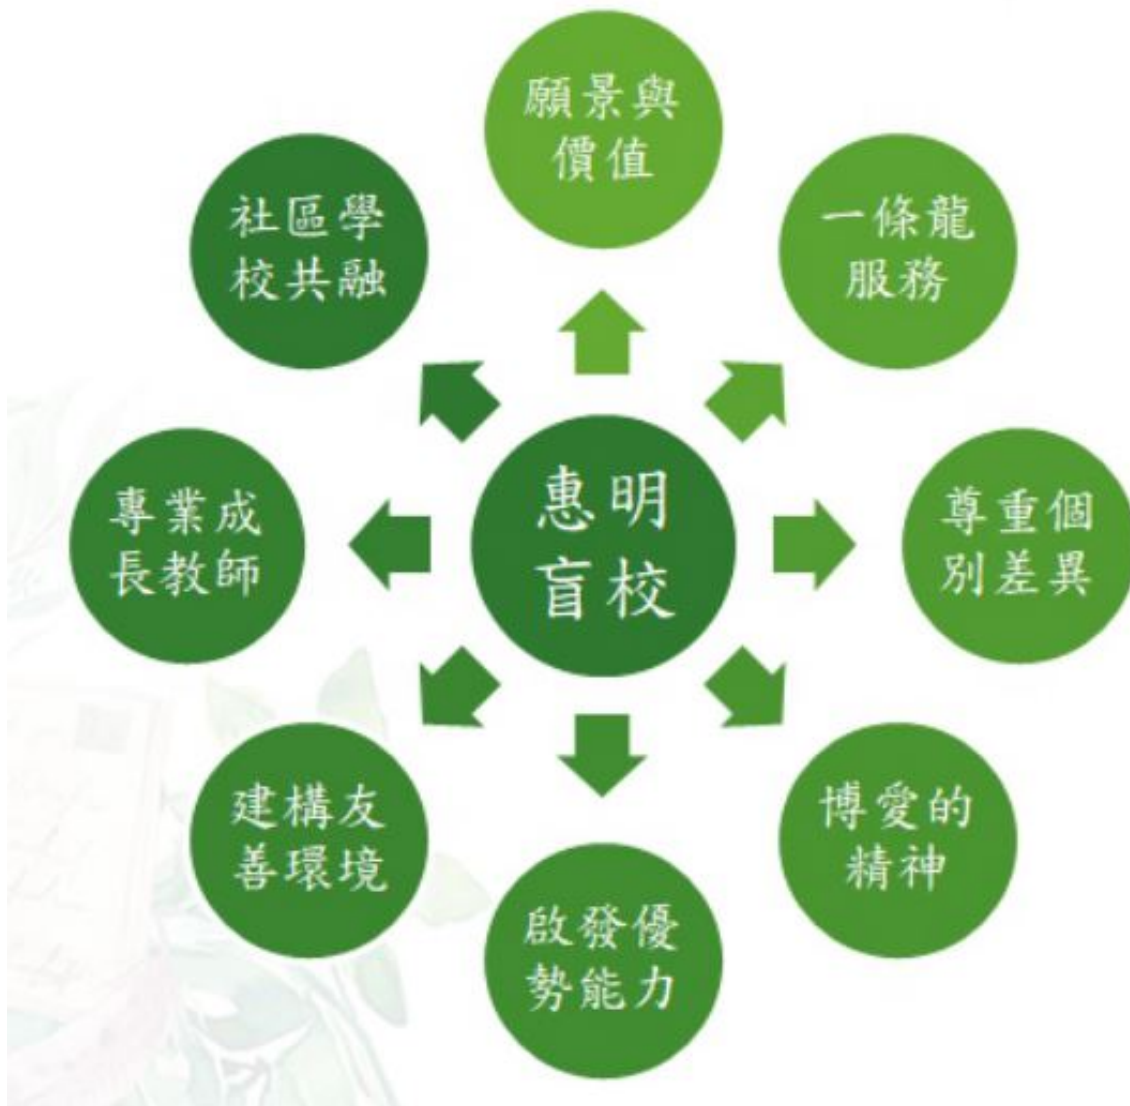 願景與
價值
一條龍
服務
尊重個
別差異
博愛的
精神
啟發優
勢能力
建構友
善環境
專業成
長教師
社區學
校共融
惠明
盲校